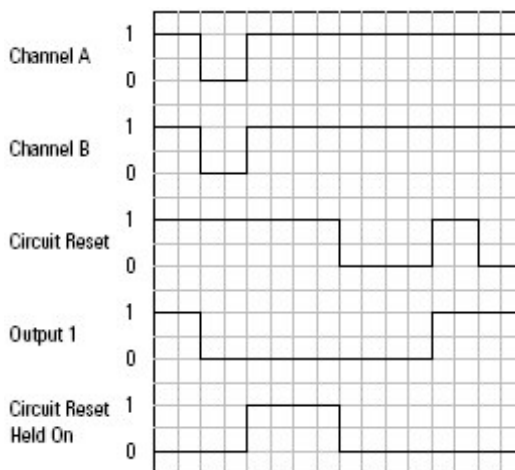 Channel A
1
0
Channel B
1
0
Circuit Reset
1
0
Output 1
1
0
Circuit Reset
Held On
1
0